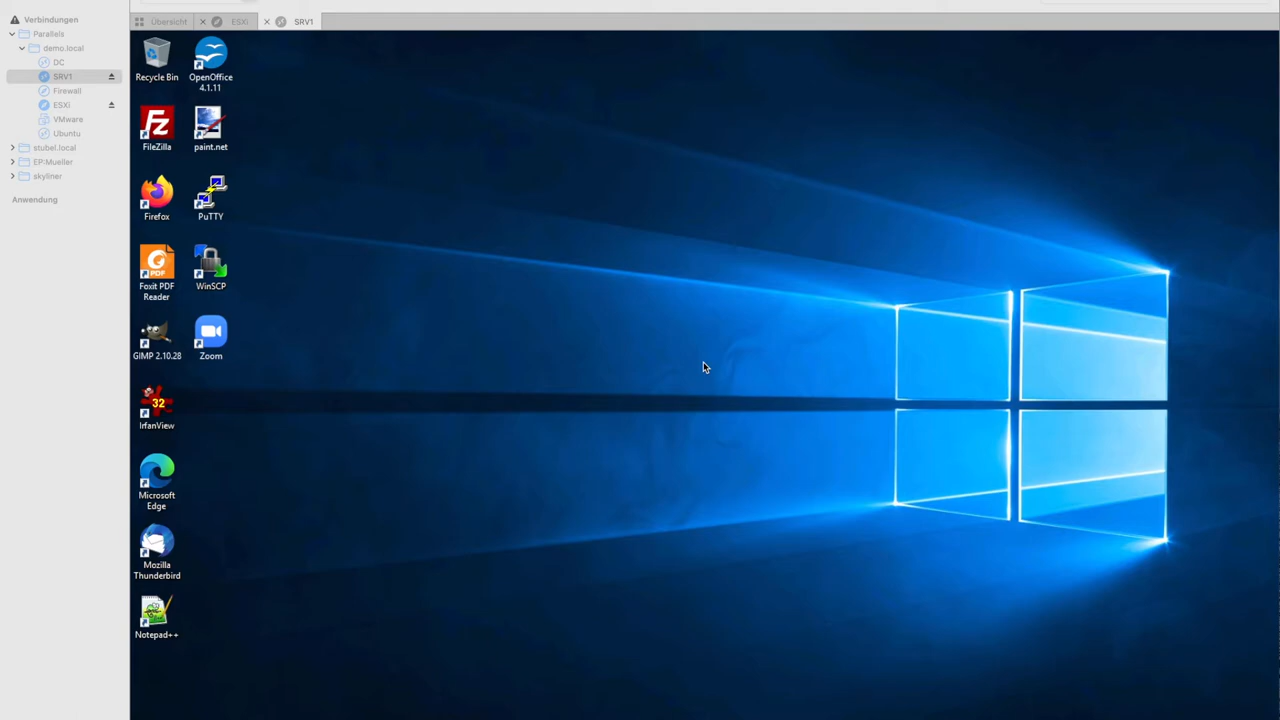 Verbindungen
Parallels
demo.local
DC
SRV1
Firewall
ESXi
VMware
Ubuntu
stubel.local
EP:Mueller
skyliner
Anwendung
Übersicht
ESXi
SRV1
Recycle Bin
OpenOffice
4.1.11
Fz
FileZilla
paint.net
Firefox
PuTTY
PDF
Foxit PDF
Reader
WinSCP
GIMP 2.10.28
Zoom
32
IrfanView
Microsoft
Edge
Mozilla
Thunderbird
Notepad++